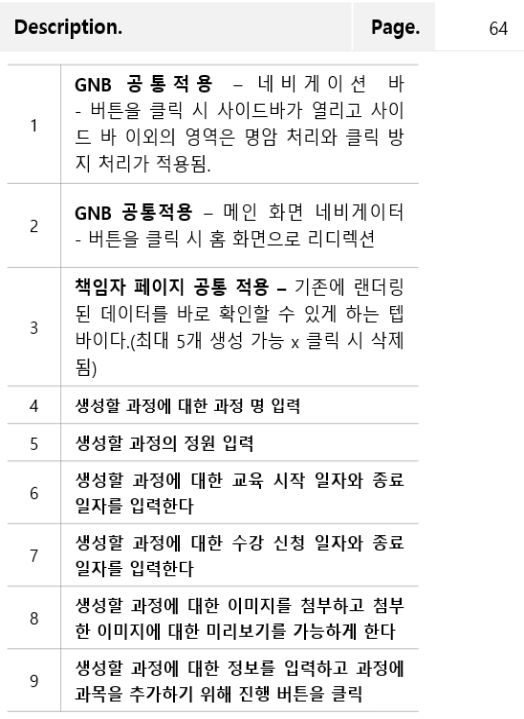 Description.
Page.
64
1
GNB 공통적용 – 네비게이션 바
- 버튼을 클릭 시 사이드바가 열리고 사이
드 바 이외의 영역은 명암 처리와 클릭 방
지 처리가 적용됨.
2
GNB 공통적용 – 메인 화면 네비게이터
- 버튼을 클릭 시 홈 화면으로 리디렉션
3
책임자 페이지 공통 적용 – 기존에 랜더링
된 데이터를 바로 확인할 수 있게 하는 텝
바이다.(최대 5개 생성 가능 x 클릭 시 삭제
됨)
4
생성할 과정에 대한 과정 명 입력
5
생성할 과정의 정원 입력
6
생성할 과정에 대한 교육 시작 일자와 종료
일자를 입력한다
7
생성할 과정에 대한 수강 신청 일자와 종료
일자를 입력한다
8
생성할 과정에 대한 이미지를 첨부하고 첨부
한 이미지에 대한 미리보기를 가능하게 한다
9
생성할 과정에 대한 정보를 입력하고 과정에
과목을 추가하기 위해 진행 버튼을 클릭